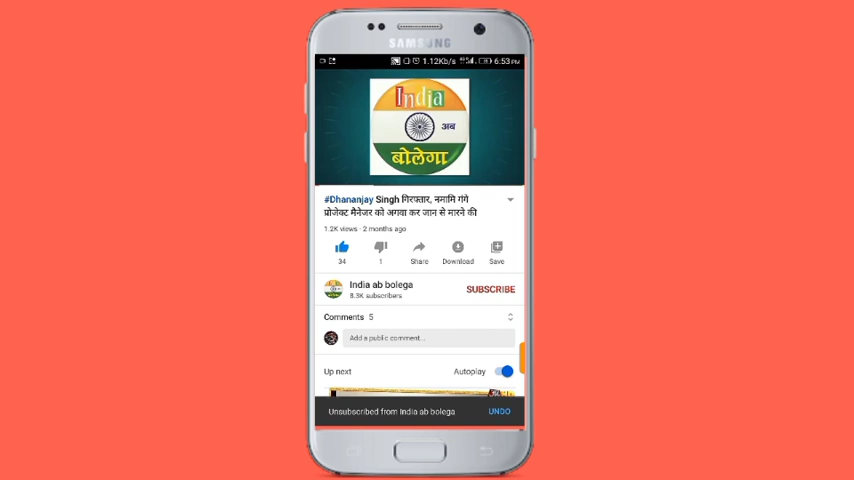 SAMSUNG
1.12Kb/s 6:53 PM
India
अब
बोलेगा
#Dhananjay Singh गिरफ्तार, नमामि गंगे
प्रोजेक्ट मैनेजर को अगवा कर जान से मारने की
1.2K views · 2 months ago
34 1 Share Download Save
India ab bolega SUBSCRIBE
8.3K subscribers
Comments 5
Add a public comment...
Up next Autoplay
Unsubscribed from India ab bolega UNDO